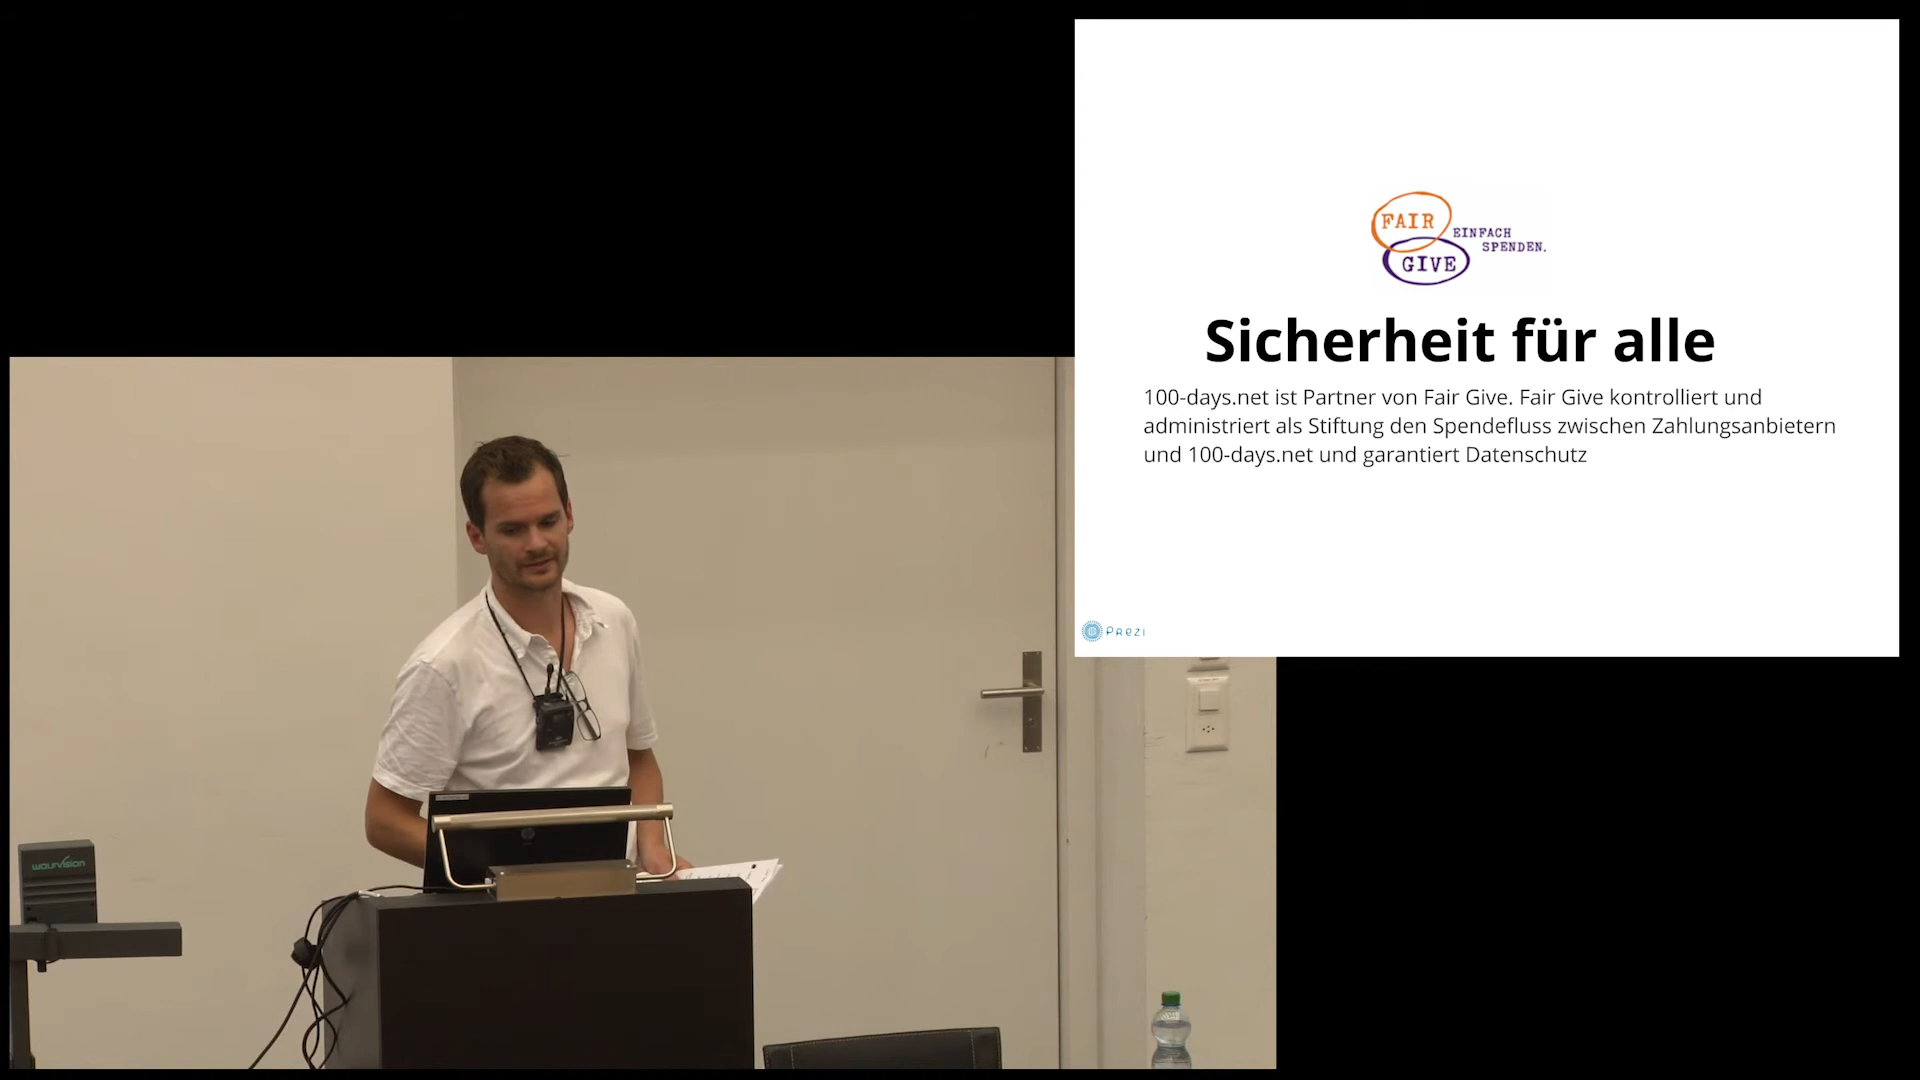 FAIR
EINFACH
SPENDEN.
GIVE
Sicherheit für alle
100-days.net ist Partner von Fair Give. Fair Give kontrolliert und
administriert als Stiftung den Spendefluss zwischen Zahlungsanbietern
und 100-days.net und garantiert Datenschutz
Prezi
WOLFVISION